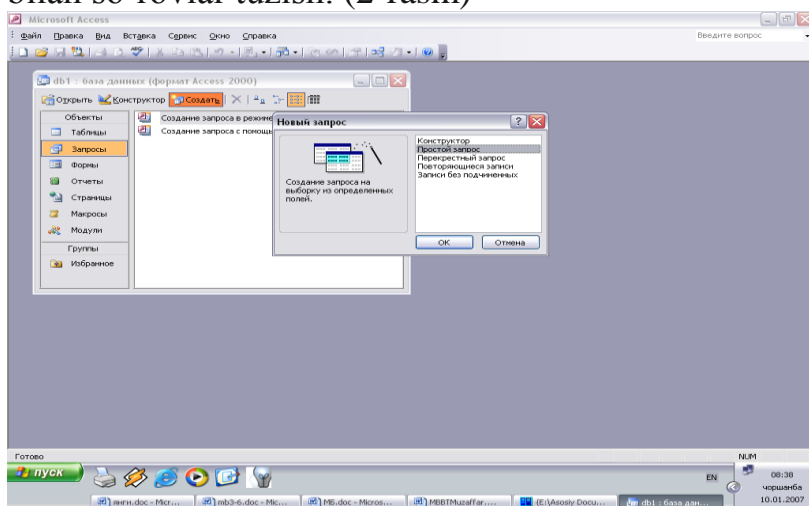 Microsoft Access
Файл Правка Вид Вставка Сервис Окно Справка
Введите вопрос
db1 : база данных (формат Access 2000)
Открыть Конструктор Создать
Объекты
Таблицы
Запросы
Формы
Отчеты
Страницы
Макросы
Модули
Группы
Избранное
Создание запроса в режиме
Создание запроса с помощь
Новый запрос
Создание запроса на
выборку из определенных
полей.
Конструктор
Простой запрос
Перекрестный запрос
Повторяющиеся записи
Записи без подчиненных
ОК Отмена
Готово
NUM
пуск
EN
08:38
чоршанба
10.01.2007
янги.doc - Micr...
mb3-6.doc - Mic...
МБ.doc - Micros...
MBBTMuzaffar....
(E:\Asosiy Docu...
db1 : база дан...